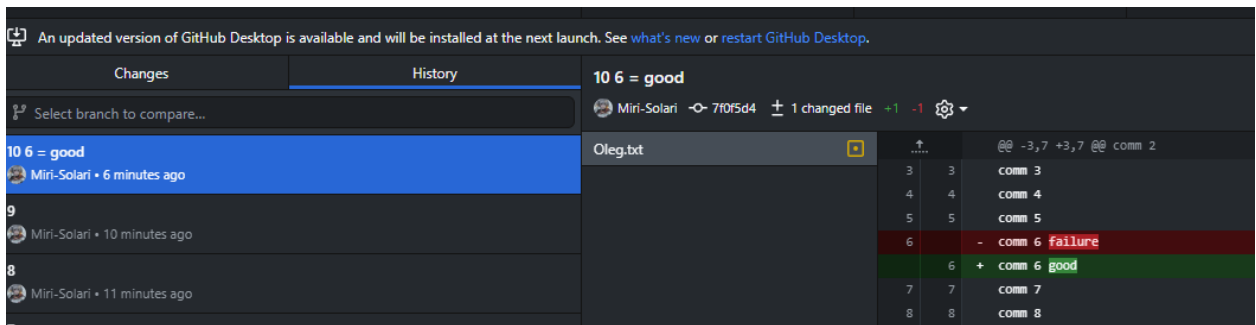 An updated version of GitHub Desktop is available and will be installed at the next launch. See what's new or restart GitHub Desktop.
Changes
History
Select branch to compare...
10 6 = good
Miri-Solari • 6 minutes ago
9
Miri-Solari • 10 minutes ago
8
Miri-Solari • 11 minutes ago
10 6 = good
Miri-Solari 7f0f5d4 1 changed file +1 -1
Oleg.txt
@@ -3,7 +3,7 @@ comm 2
3 3 comm 3
4 4 comm 4
5 5 comm 5
6 - comm 6 failure
6 + comm 6 good
7 7 comm 7
8 8 comm 8